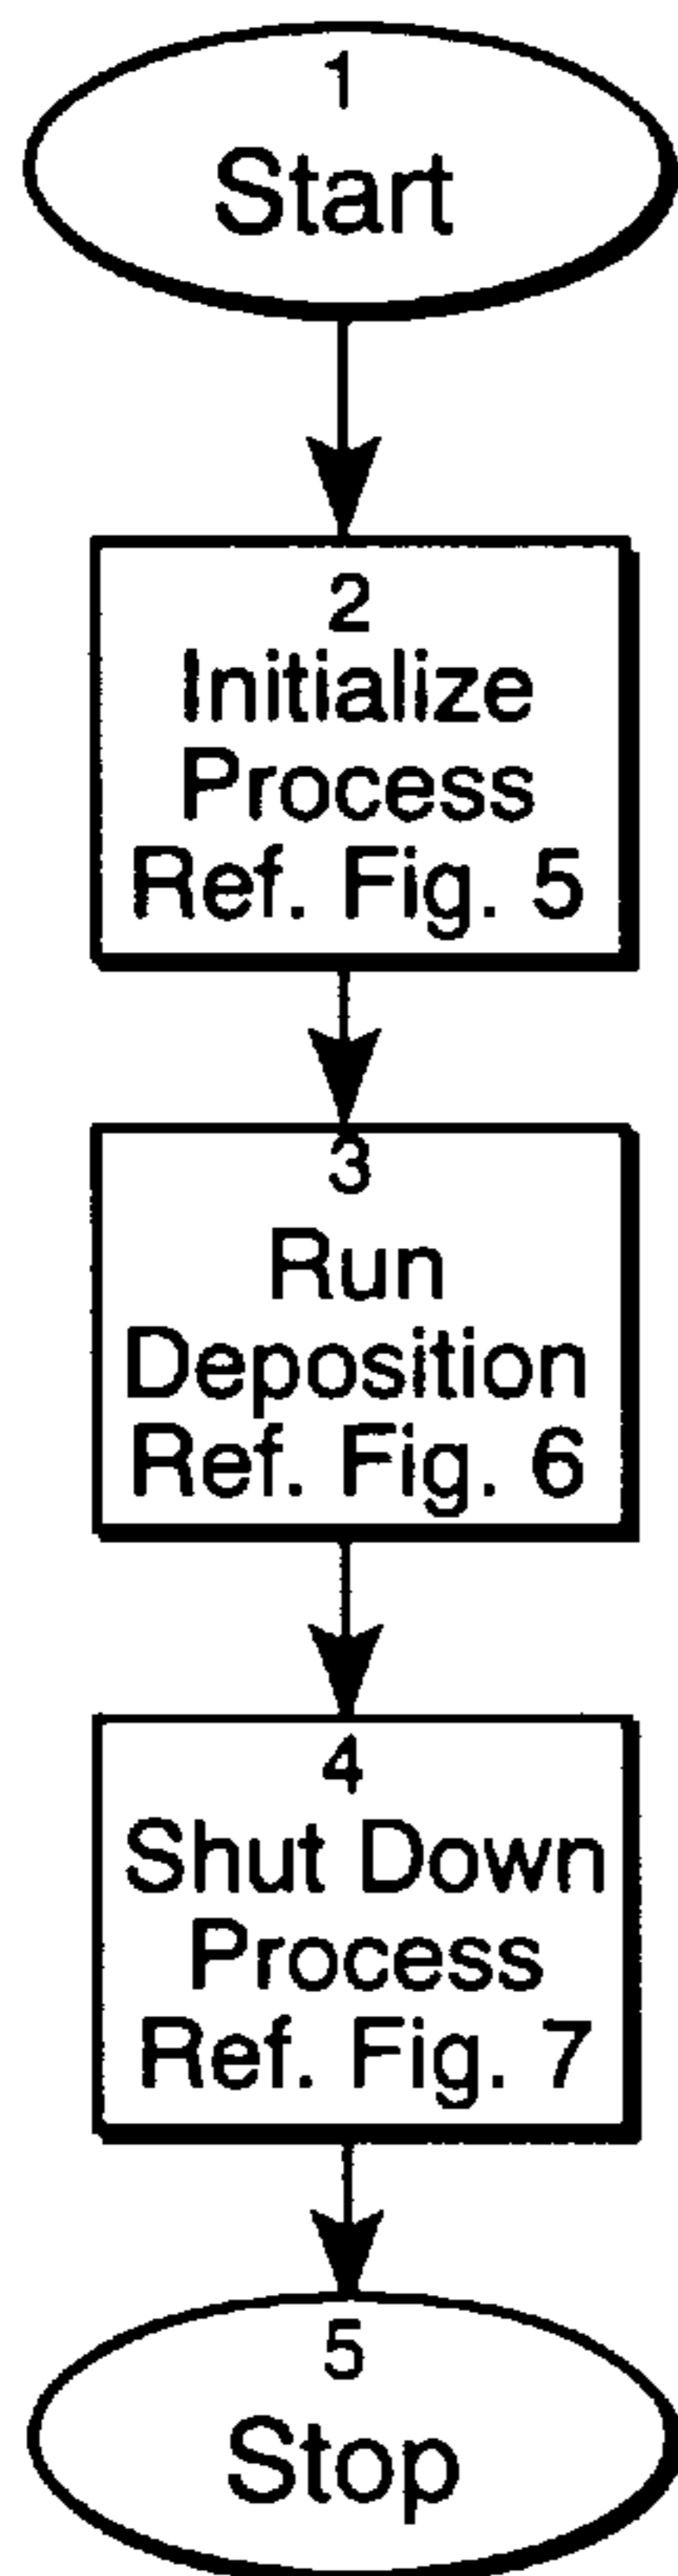 1
Start
2
Initialize
Process
Ref. Fig. 5
3
Run
Deposition
Ref. Fig. 6
4
Shut Down
Process
Ref. Fig. 7
5
Stop